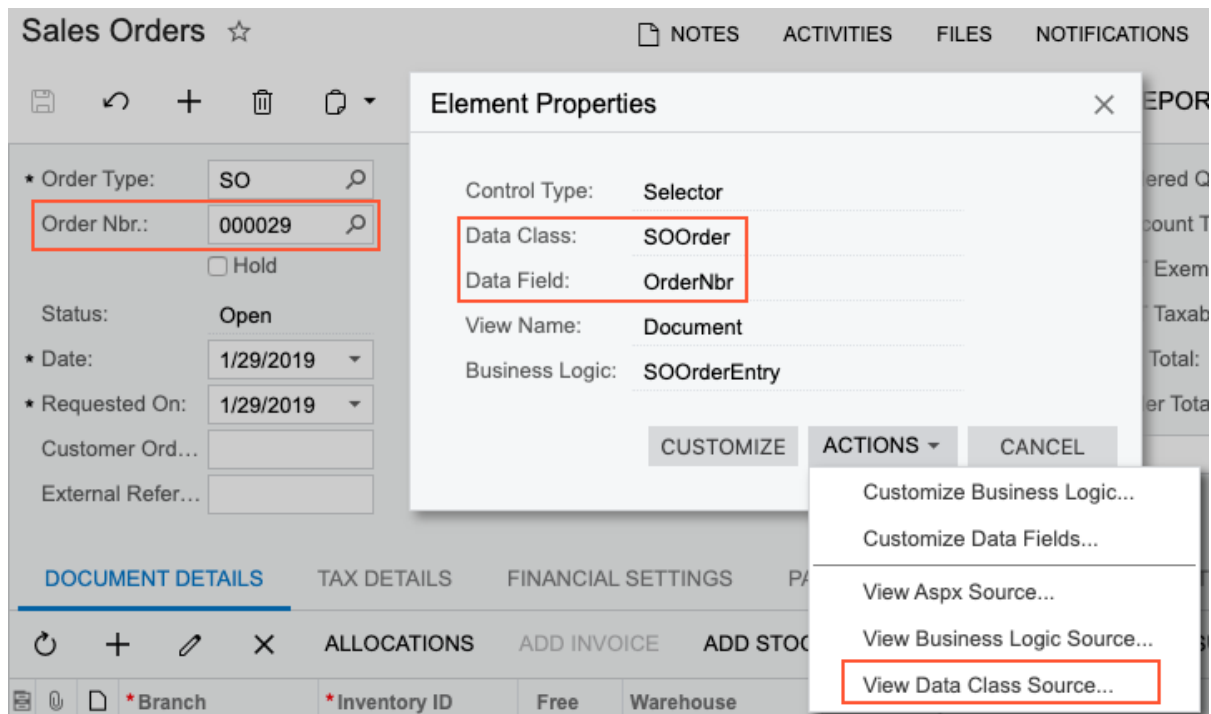 Sales Orders
NOTES ACTIVITIES FILES NOTIFICATIONS
Element Properties
* Order Type: SO
Order Nbr.: 000029
Hold
Status: Open
* Date: 1/29/2019
* Requested On: 1/29/2019
Customer Ord...
External Refer...
Control Type: Selector
Data Class: SOOrder
Data Field: OrderNbr
View Name: Document
Business Logic: SOOrderEntry
CUSTOMIZE ACTIONS CANCEL
Customize Business Logic...
Customize Data Fields...
View Aspx Source...
View Business Logic Source...
View Data Class Source...
Total:
DOCUMENT DETAILS TAX DETAILS FINANCIAL SETTINGS
ALLOCATIONS ADD INVOICE ADD STOC
*Branch *Inventory ID Free Warehouse